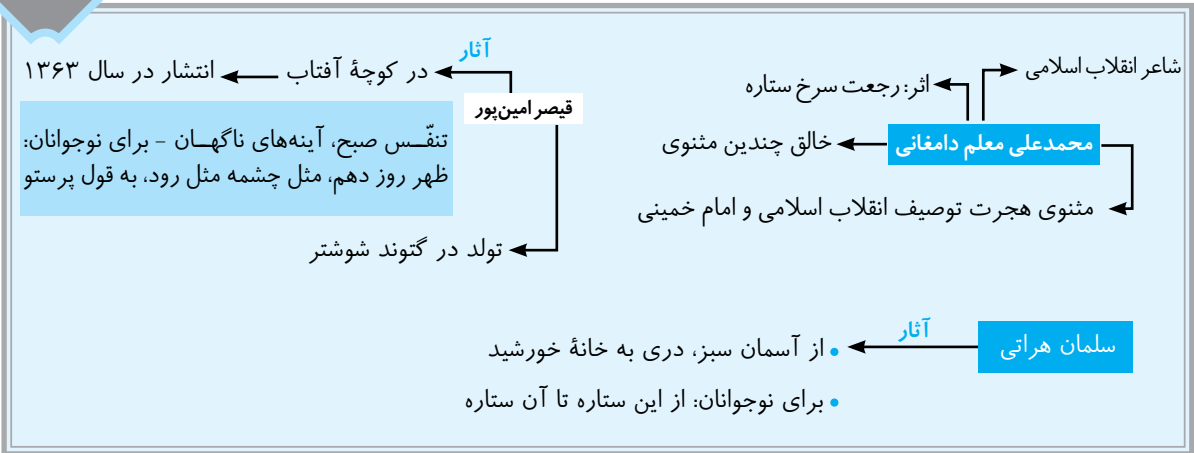 شاعر انقلاب اسلامی
اثر: رجعت سرخ ستاره
محمدعلی معلم دامغانی
خالق چندین مثنوی
مثنوی هجرت توصیف انقلاب اسلامی و امام خمینی
قیصر امین‌پور
آثار
در کوچهٔ آفتاب
انتشار در سال ۱۳۶۳
تنفّس صبح، آینه‌های ناگهان - برای نوجوانان:
ظهر روز دهم، مثل چشمه مثل رود، به قول پرستو
تولد در گتوند شوشتر
سلمان هراتی
آثار
• از آسمان سبز، دری به خانهٔ خورشید
• برای نوجوانان: از این ستاره تا آن ستاره